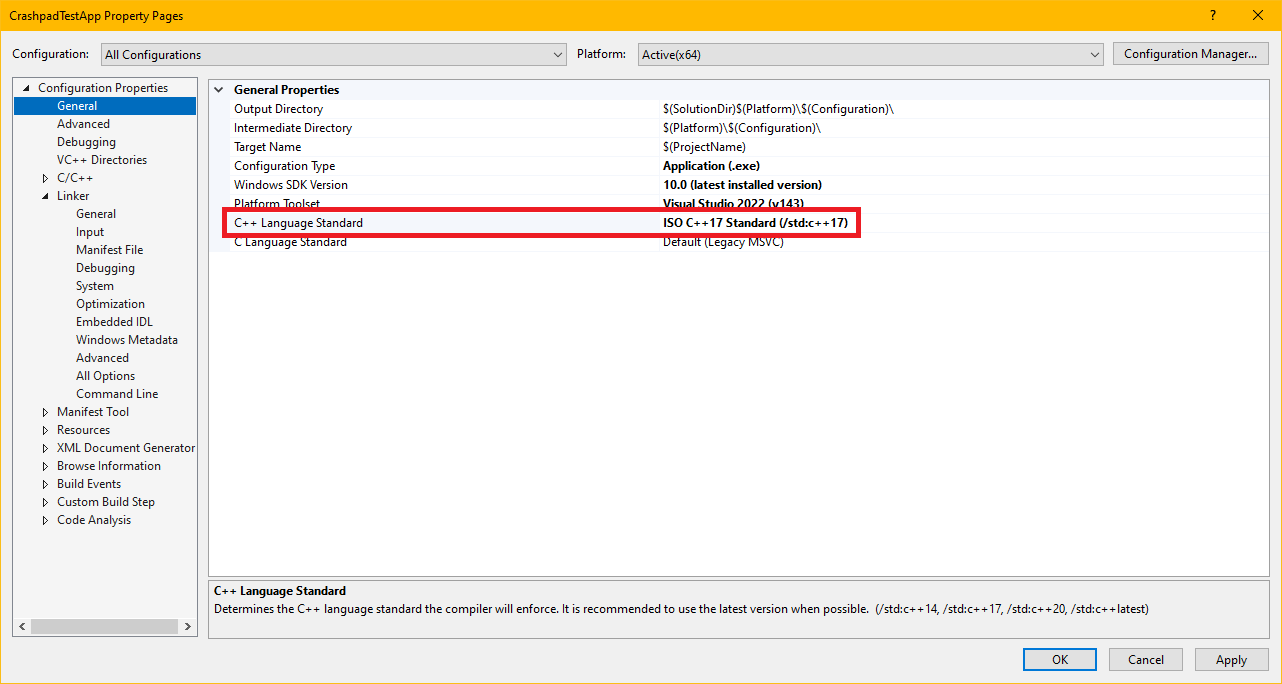 CrashpadTestApp Property Pages
?
Configuration: All Configurations Platform: Active(x64) Configuration Manager...
Configuration Properties
General
Advanced
Debugging
VC++ Directories
C/C++
Linker
General
Input
Manifest File
Debugging
System
Optimization
Embedded IDL
Windows Metadata
Advanced
All Options
Command Line
Manifest Tool
Resources
XML Document Generator
Browse Information
Build Events
Custom Build Step
Code Analysis
General Properties
Output Directory $(SolutionDir)$(Platform)\$(Configuration)\
Intermediate Directory $(Platform)\$(Configuration)\
Target Name $(ProjectName)
Configuration Type Application (.exe)
Windows SDK Version 10.0 (latest installed version)
Platform Toolset Visual Studio 2022 (v143)
C++ Language Standard ISO C++17 Standard (/std:c++17)
C Language Standard Default (Legacy MSVC)
C++ Language Standard
Determines the C++ language standard the compiler will enforce. It is recommended to use the latest version when possible.  (/std:c++14, /std:c++17, /std:c++20, /std:c++latest)
OK Cancel Apply